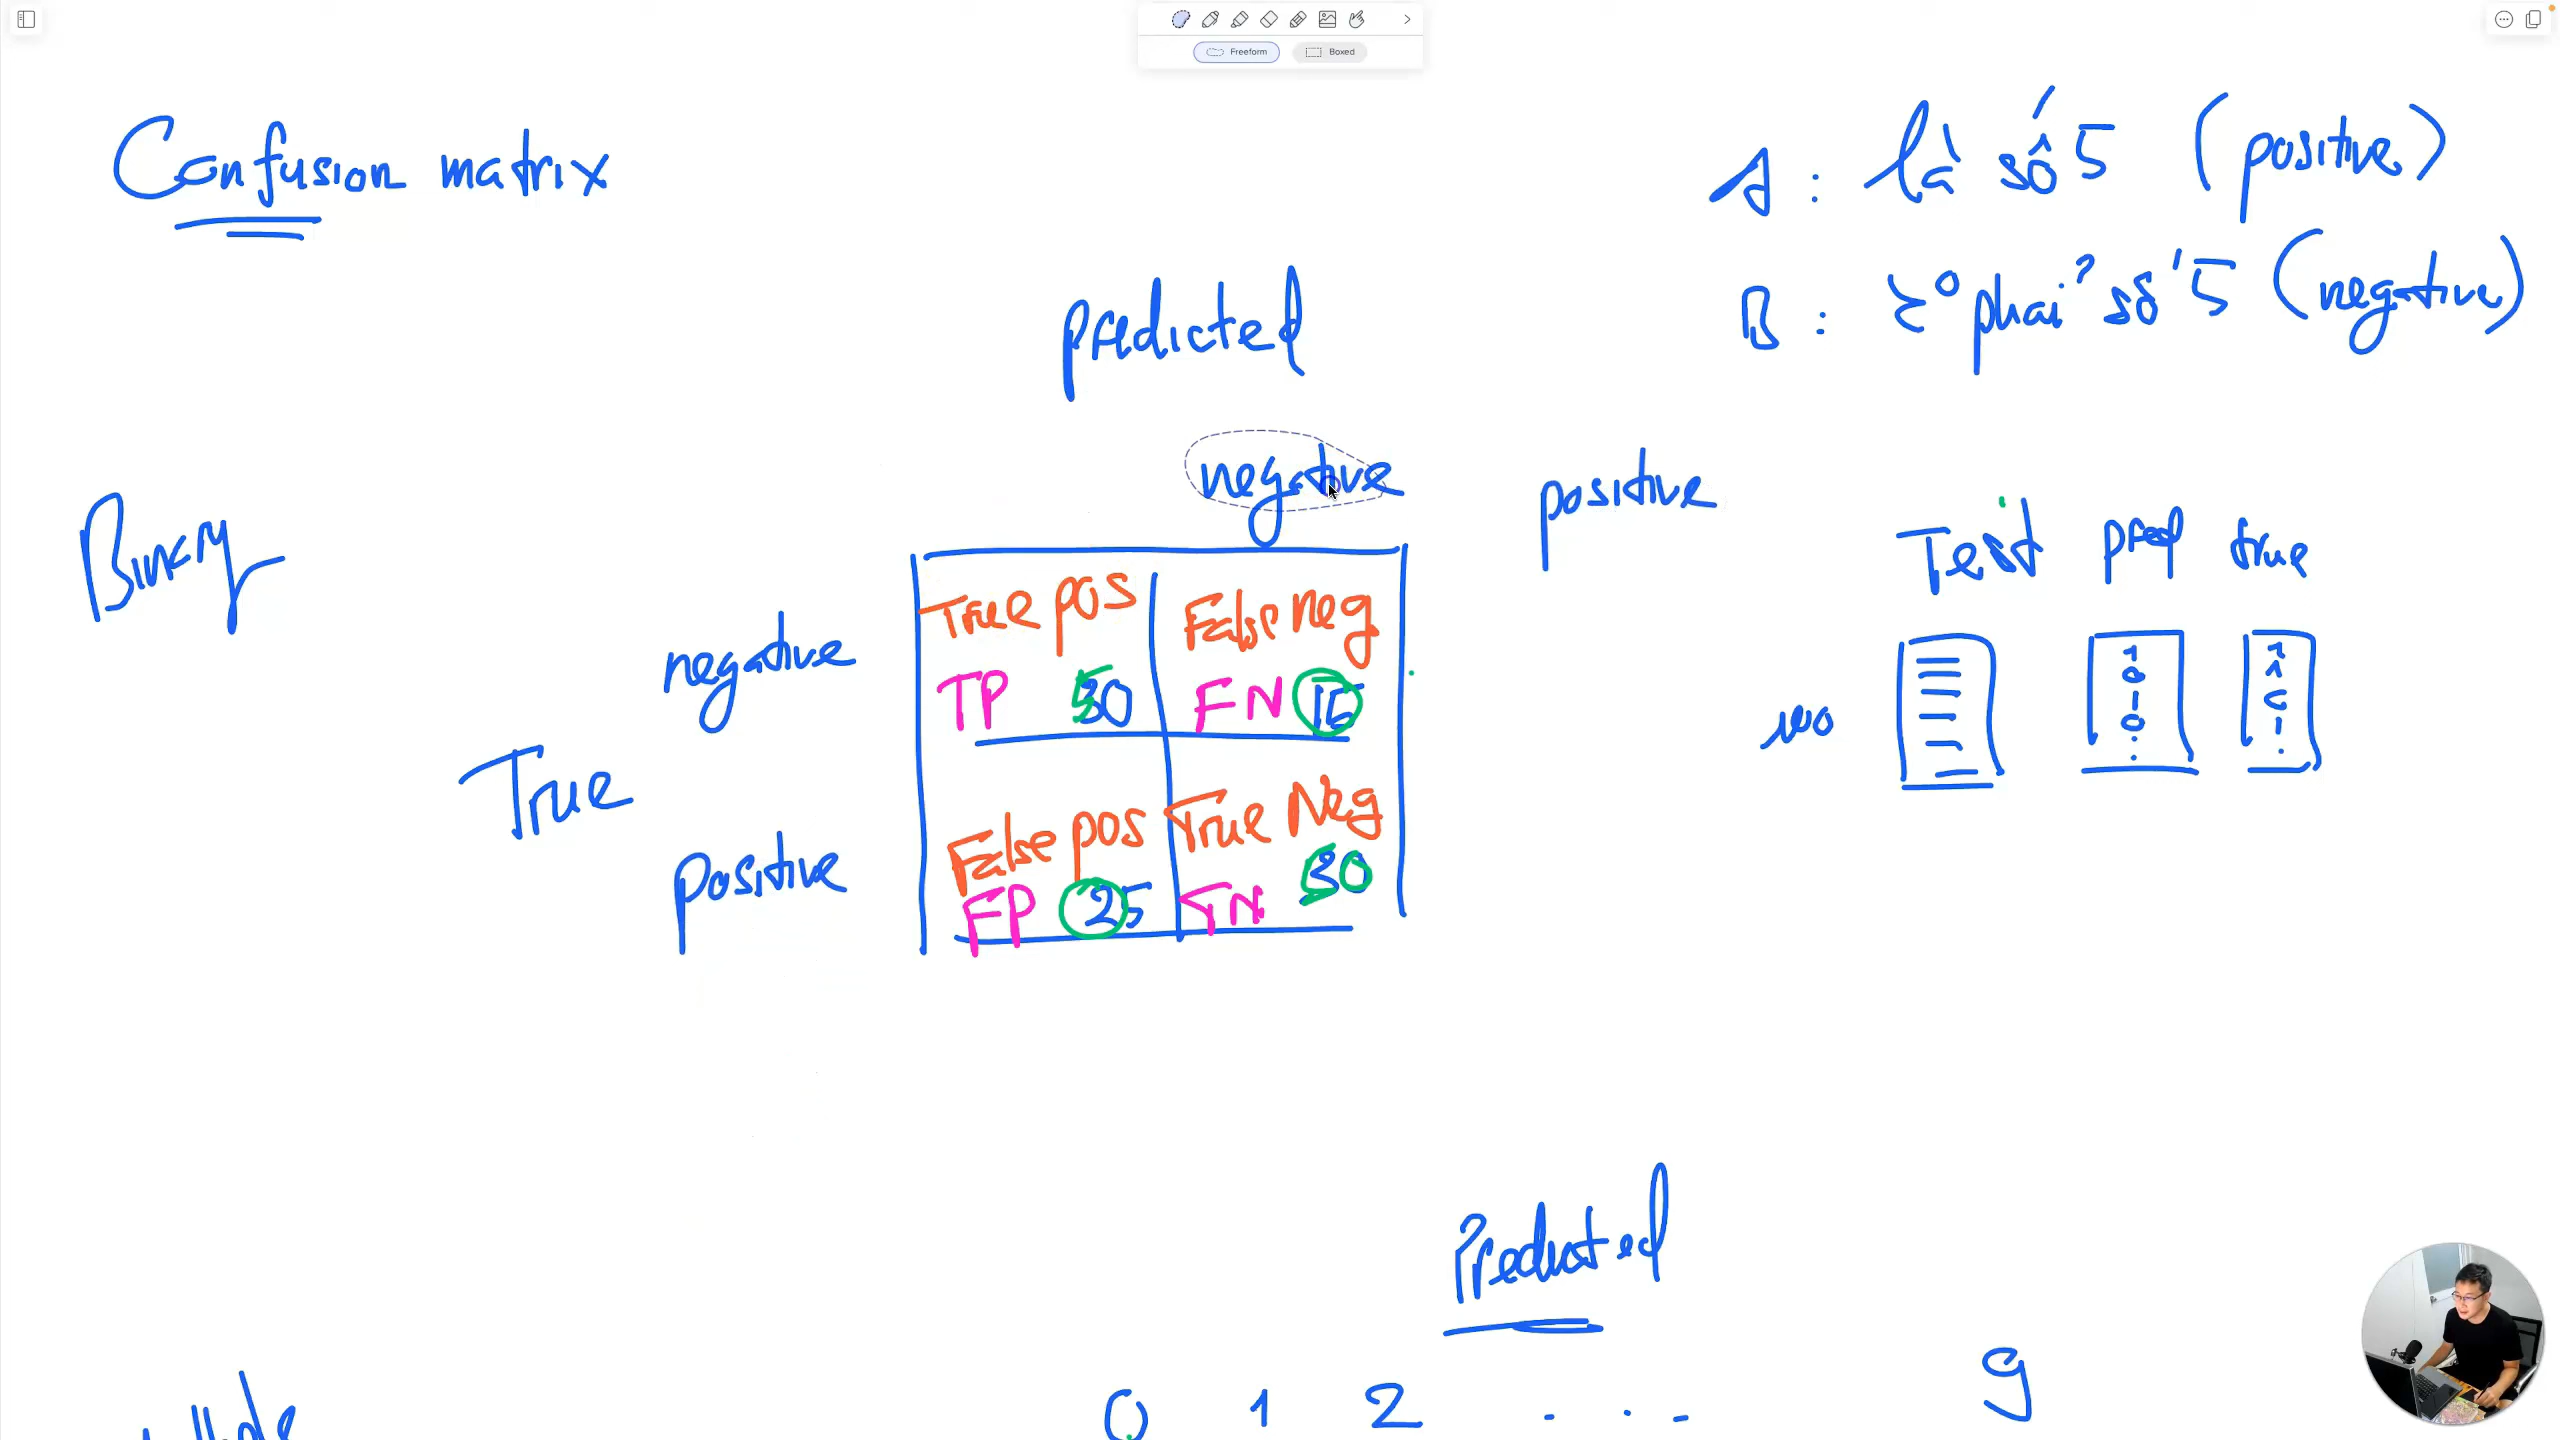 Freeform Boxed
Confusion matrix
A : là số 5 (positive)
B : phải số 5 (negative)
predicted
negative positive
Binary
Test pred true
True pos False neg
negative
TP 30 FN 15
100
True
False pos True Neg
positive
30
FP 25 TN
Predicted
0 1 2 . . . 9